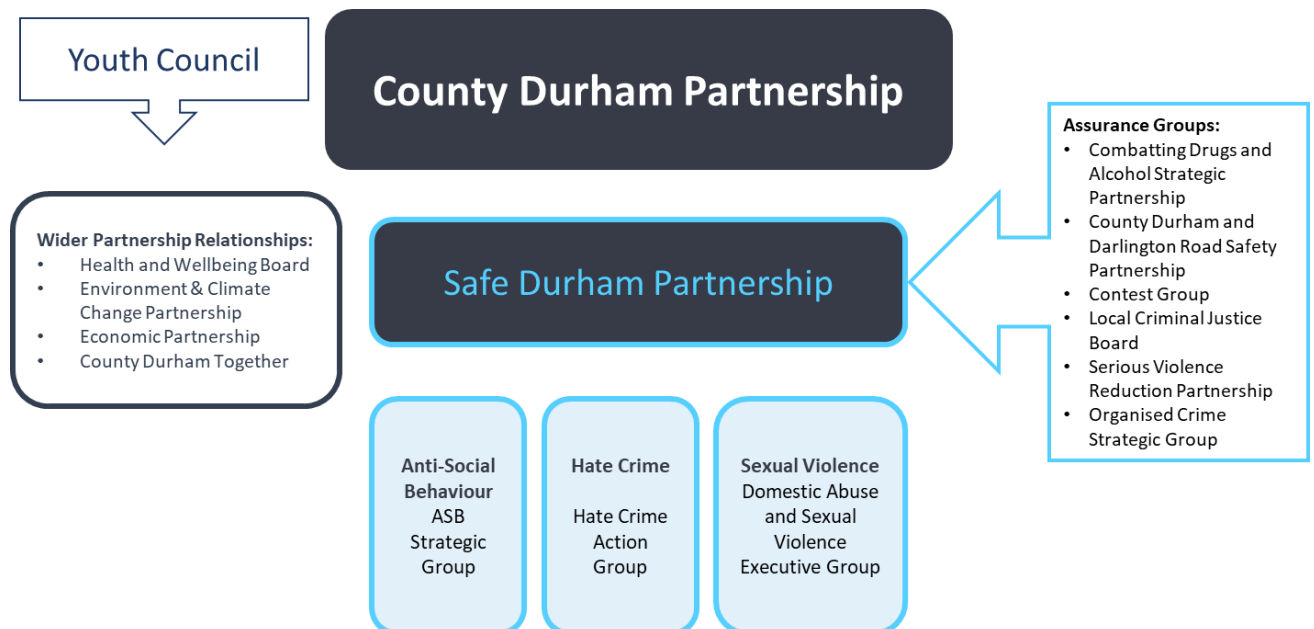 Youth Council
County Durham Partnership
Wider Partnership Relationships:
• Health and Wellbeing Board
• Environment & Climate
Change Partnership
• Economic Partnership
• County Durham Together
Safe Durham Partnership
Assurance Groups:
• Combatting Drugs and
Alcohol Strategic
Partnership
• County Durham and
Darlington Road Safety
Partnership
• Contest Group
• Local Criminal Justice
Board
• Serious Violence
Reduction Partnership
• Organised Crime
Strategic Group
Anti-Social
Behaviour
ASB
Strategic
Group
Hate Crime
Hate Crime
Action
Group
Sexual Violence
Domestic Abuse
and Sexual
Violence
Executive Group